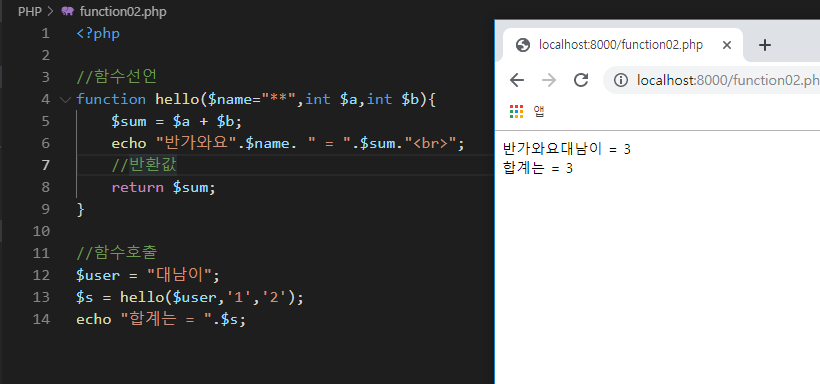 PHP > function02.php
1 <?php
2
3 //함수선언
4 function hello($name="**",int $a,int $b){
5 $sum = $a + $b;
6 echo "반가와요".$name. " = ".$sum."<br>";
7 //반환값
8 return $sum;
9 }
10
11 //함수호출
12 $user = "대남이";
13 $s = hello($user,'1','2');
14 echo "합계는 = ".$s;
localhost:8000/function02.php
localhost:8000/function02.ph
앱
반가와요대남이 = 3
합계는 = 3